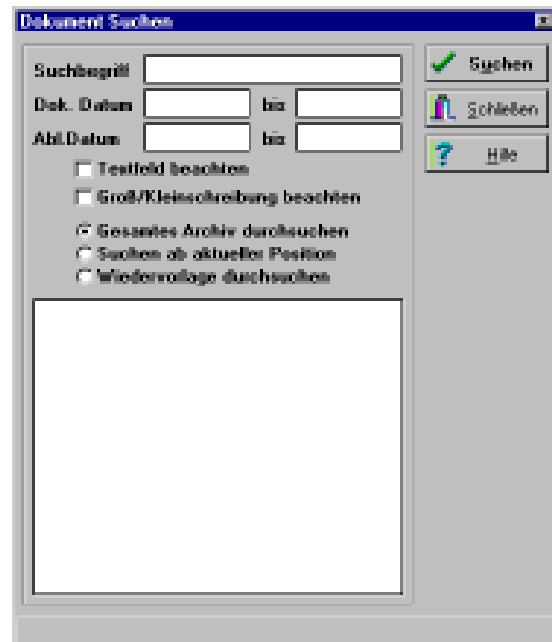 Dokument Suchen
Suchbegriff
Dok. Datum bis
Abl.Datum bis
Textfeld beachten
Groß/Kleinschreibung beachten
Gesamtes Archiv durchsuchen
Suchen ab aktueller Position
Wiedervorlage durchsuchen
Suchen
Schließen
Hilfe